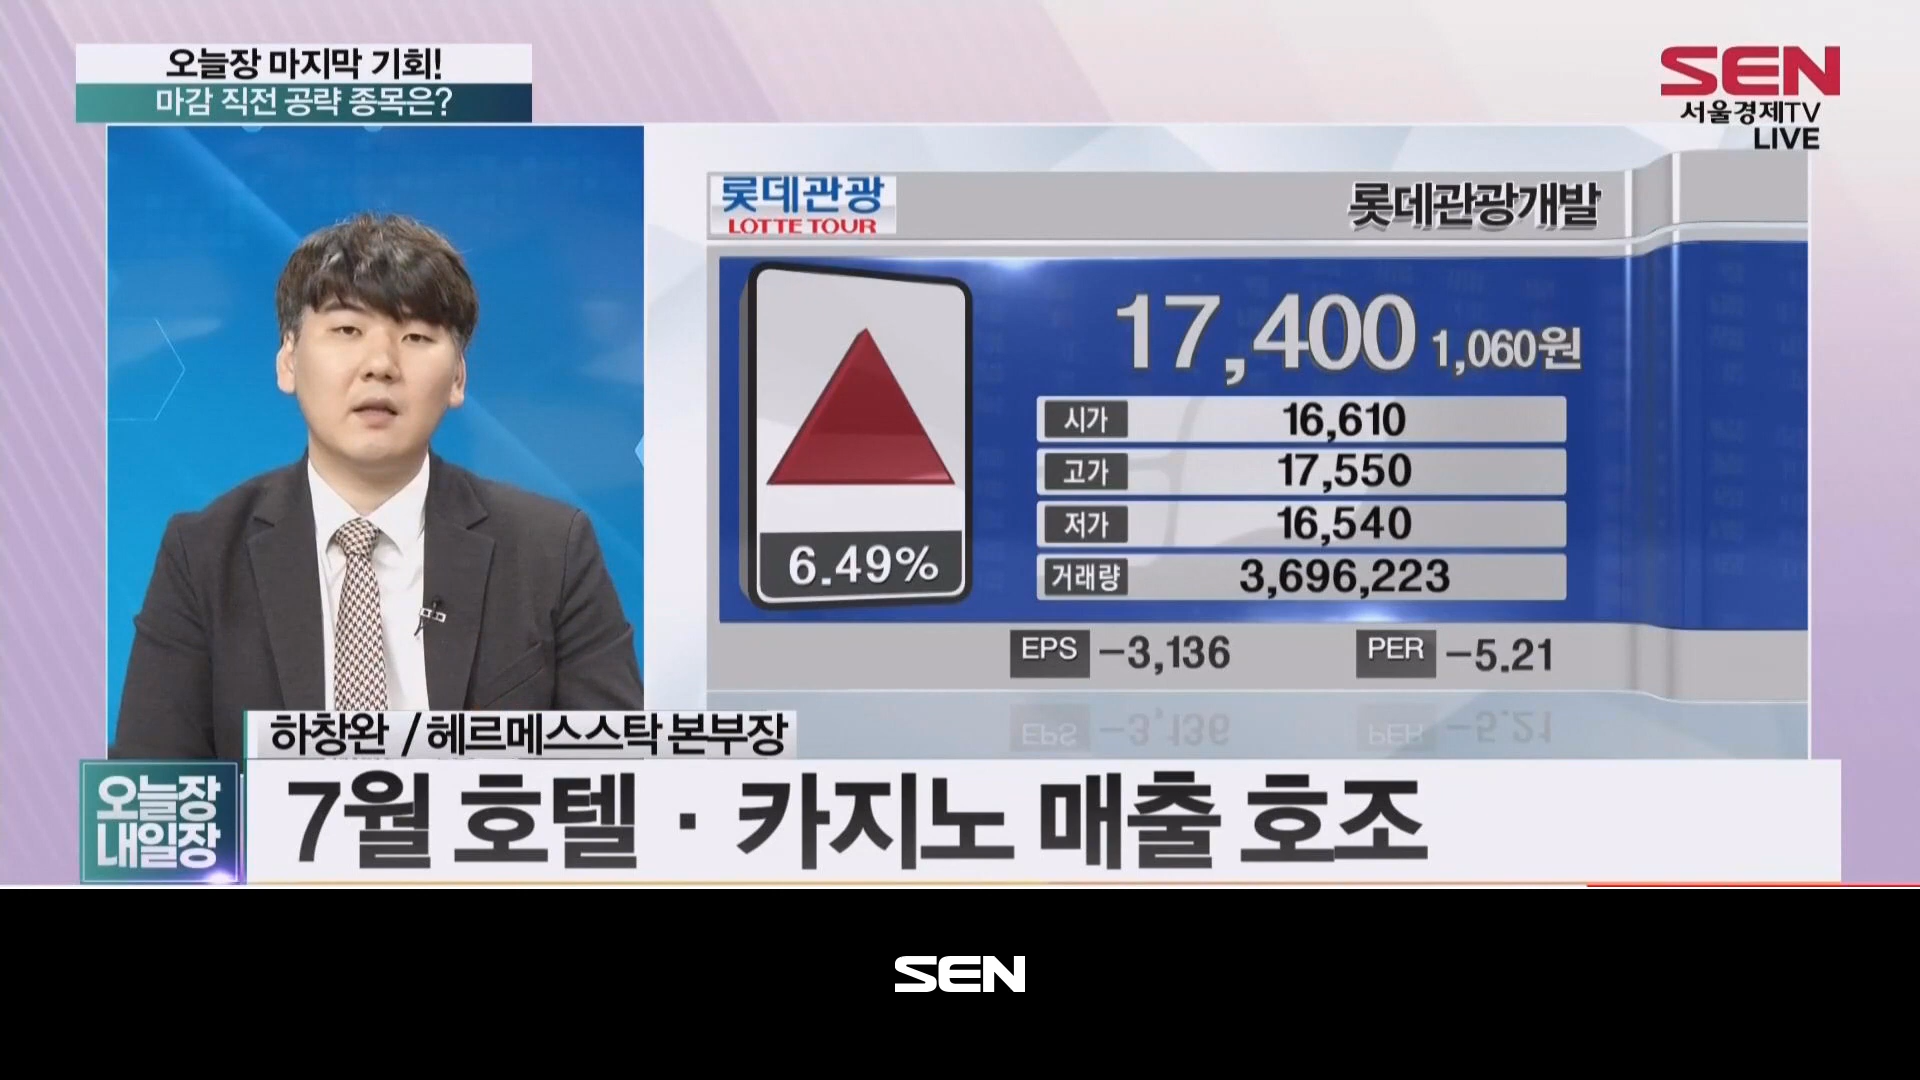 오늘장 마지막 기회!
마감 직전 공략 종목은?
SEN
서울경제TV
LIVE
롯데관광
LOTTE TOUR
롯데관광개발
17,400 1,060원
시가 16,610
고가 17,550
저가 16,540
거래량 3,696,223
6.49%
EPS -3,136 PER -5.21
하창완 / 헤르메스스탁 본부장
오늘장
내일장
7월 호텔 · 카지노 매출 호조
SEN